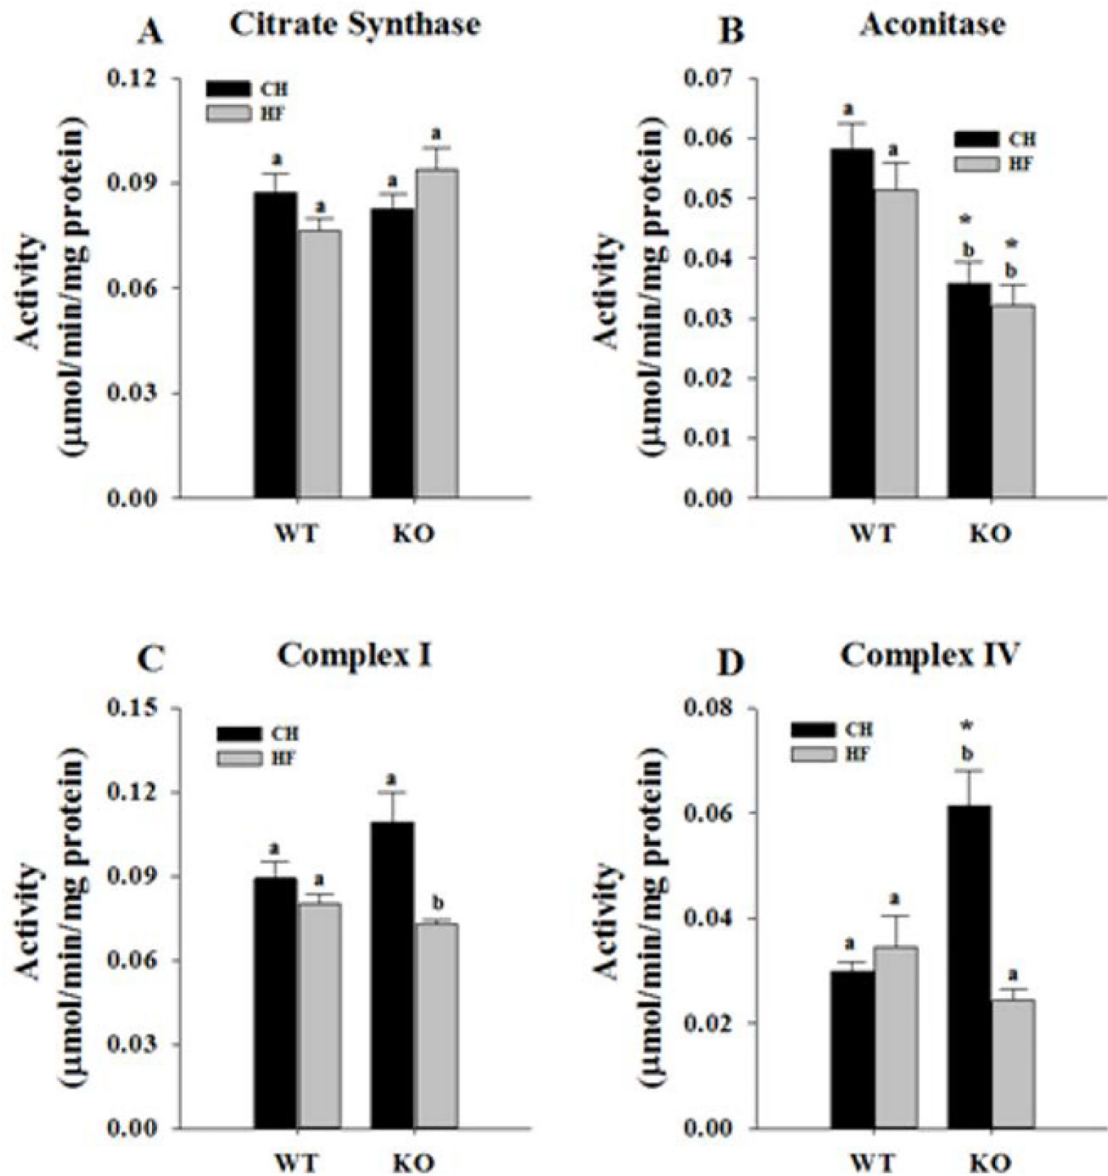 A Citrate Synthase
0.12
0.09
0.06
0.03
0.00
Activity
(μmol/min/mg protein)
CH
HF
a
a
a
a
WT KO
B Aconitase
0.07
0.06
0.05
0.04
0.03
0.02
0.01
0.00
Activity
(μmol/min/mg protein)
CH
HF
a
a
*
b
*
b
WT KO
C Complex I
0.15
0.12
0.09
0.06
0.03
0.00
Activity
(μmol/min/mg protein)
CH
HF
a
a
a
b
WT KO
D Complex IV
0.08
0.06
0.04
0.02
0.00
Activity
(μmol/min/mg protein)
CH
HF
a
a
*
b
a
WT KO